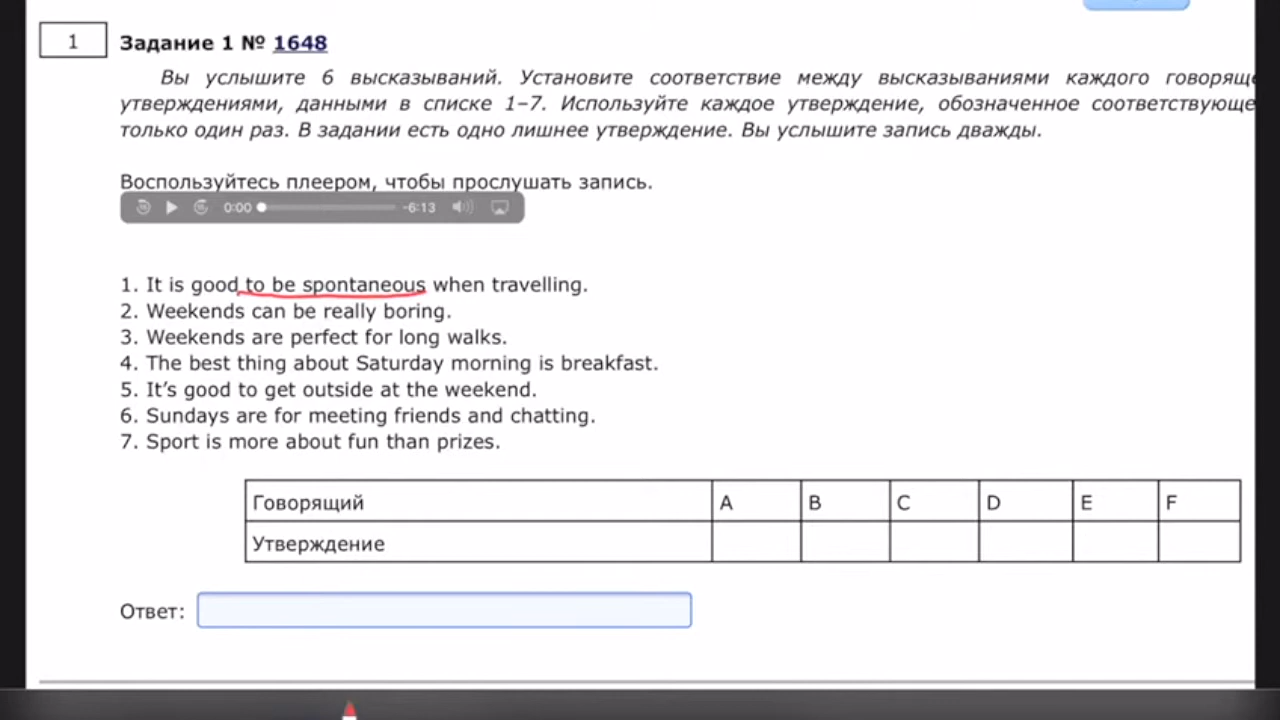 1
Задание 1 № 1648
Вы услышите 6 высказываний. Установите соответствие между высказываниями каждого
утверждениями, данными в списке 1–7. Используйте каждое утверждение, обозначенное
только один раз. В задании есть одно лишнее утверждение. Вы услышите запись дважды.
Воспользуйтесь плеером, чтобы прослушать запись.
0:00 -6:13
1. It is good to be spontaneous when travelling.
2. Weekends can be really boring.
3. Weekends are perfect for long walks.
4. The best thing about Saturday morning is breakfast.
5. It’s good to get outside at the weekend.
6. Sundays are for meeting friends and chatting.
7. Sport is more about fun than prizes.
Говорящий A B C D E F
Утверждение
Ответ: